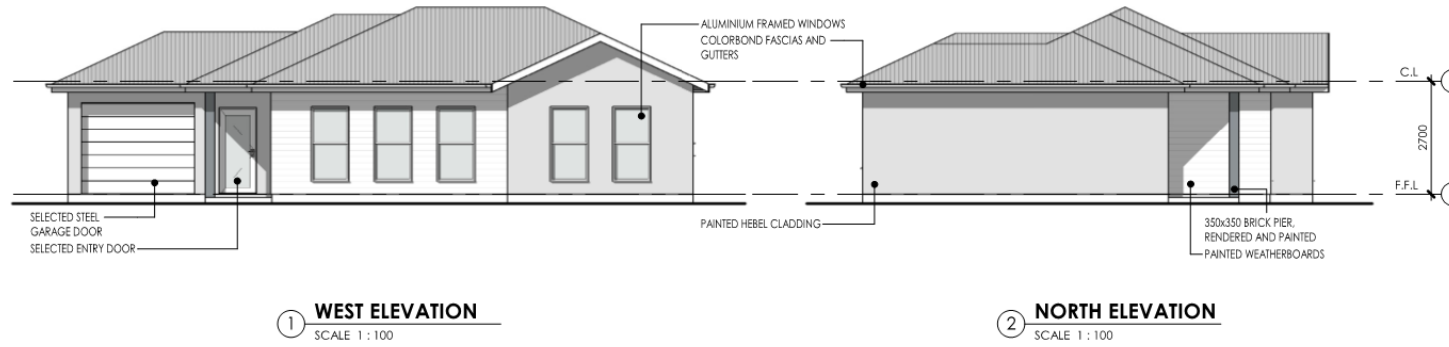 ALUMINIUM FRAMED WINDOWS
COLORBOND FASCIAS AND
GUTTERS
C.L
2700
F.F.L
SELECTED STEEL
GARAGE DOOR
SELECTED ENTRY DOOR
PAINTED HEBEL CLADDING
350x350 BRICK PIER,
RENDERED AND PAINTED
PAINTED WEATHERBOARDS
1 WEST ELEVATION
SCALE 1 : 100
2 NORTH ELEVATION
SCALE 1 : 100